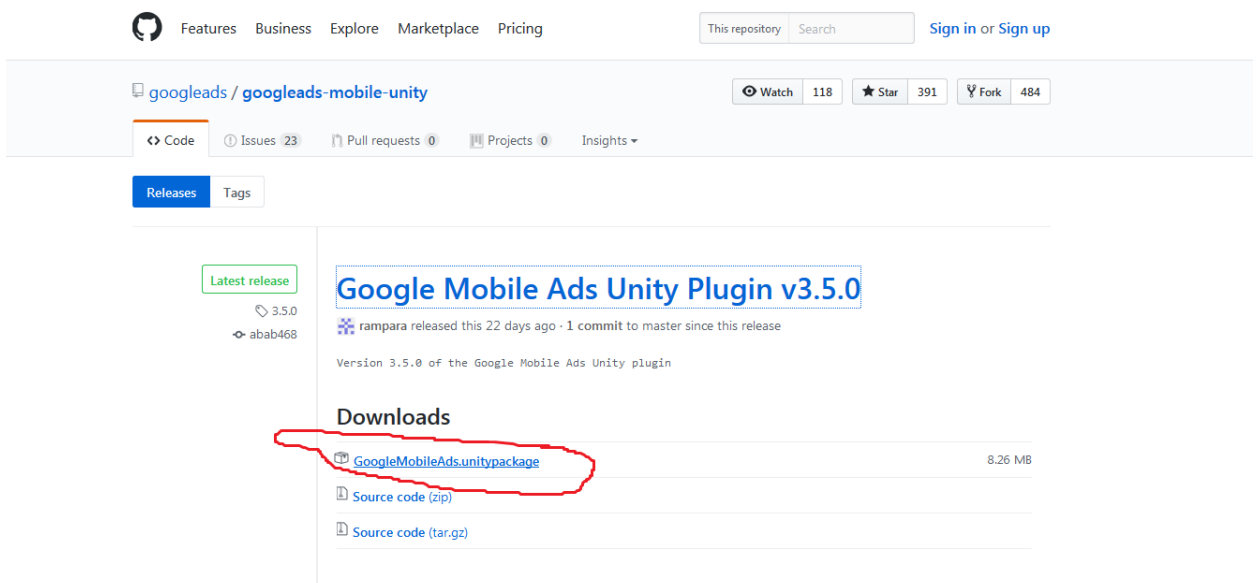 Features Business Explore Marketplace Pricing This repository Search Sign in or Sign up
googleads / googleads-mobile-unity Watch 118 Star 391 Fork 484
<> Code Issues 23 Pull requests 0 Projects 0 Insights
Releases Tags
Latest release
3.5.0
abab468
Google Mobile Ads Unity Plugin v3.5.0
rampara released this 22 days ago · 1 commit to master since this release
Version 3.5.0 of the Google Mobile Ads Unity plugin
Downloads
GoogleMobileAds.unitypackage 8.26 MB
Source code (zip)
Source code (tar.gz)